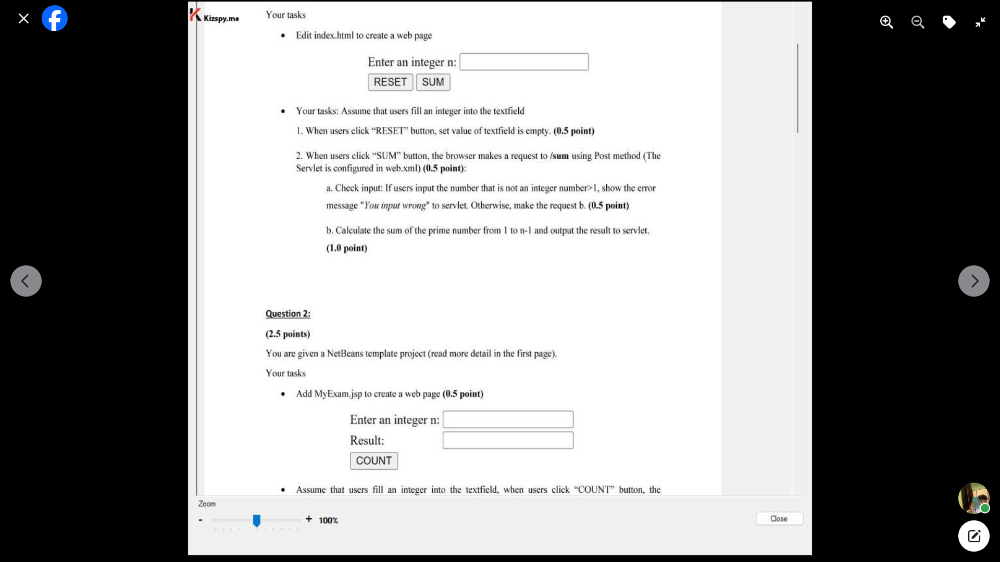 Kizspy.me
Your tasks
• Edit index.html to create a web page
Enter an integer n:
RESET SUM
• Your tasks: Assume that users fill an integer into the textfield
1. When users click “RESET” button, set value of textfield is empty. (0.5 point)
2. When users click “SUM” button, the browser makes a request to /sum using Post method (The
Servlet is configured in web.xml) (0.5 point):
a. Check input: If users input the number that is not an integer number>1, show the error
message "You input wrong" to servlet. Otherwise, make the request b. (0.5 point)
b. Calculate the sum of the prime number from 1 to n-1 and output the result to servlet.
(1.0 point)
Question 2:
(2.5 points)
You are given a NetBeans template project (read more detail in the first page).
Your tasks
• Add MyExam.jsp to create a web page (0.5 point)
Enter an integer n:
Result:
COUNT
• Assume that users fill an integer into the textfield, when users click “COUNT” button, the
Zoom
- + 100%
Close